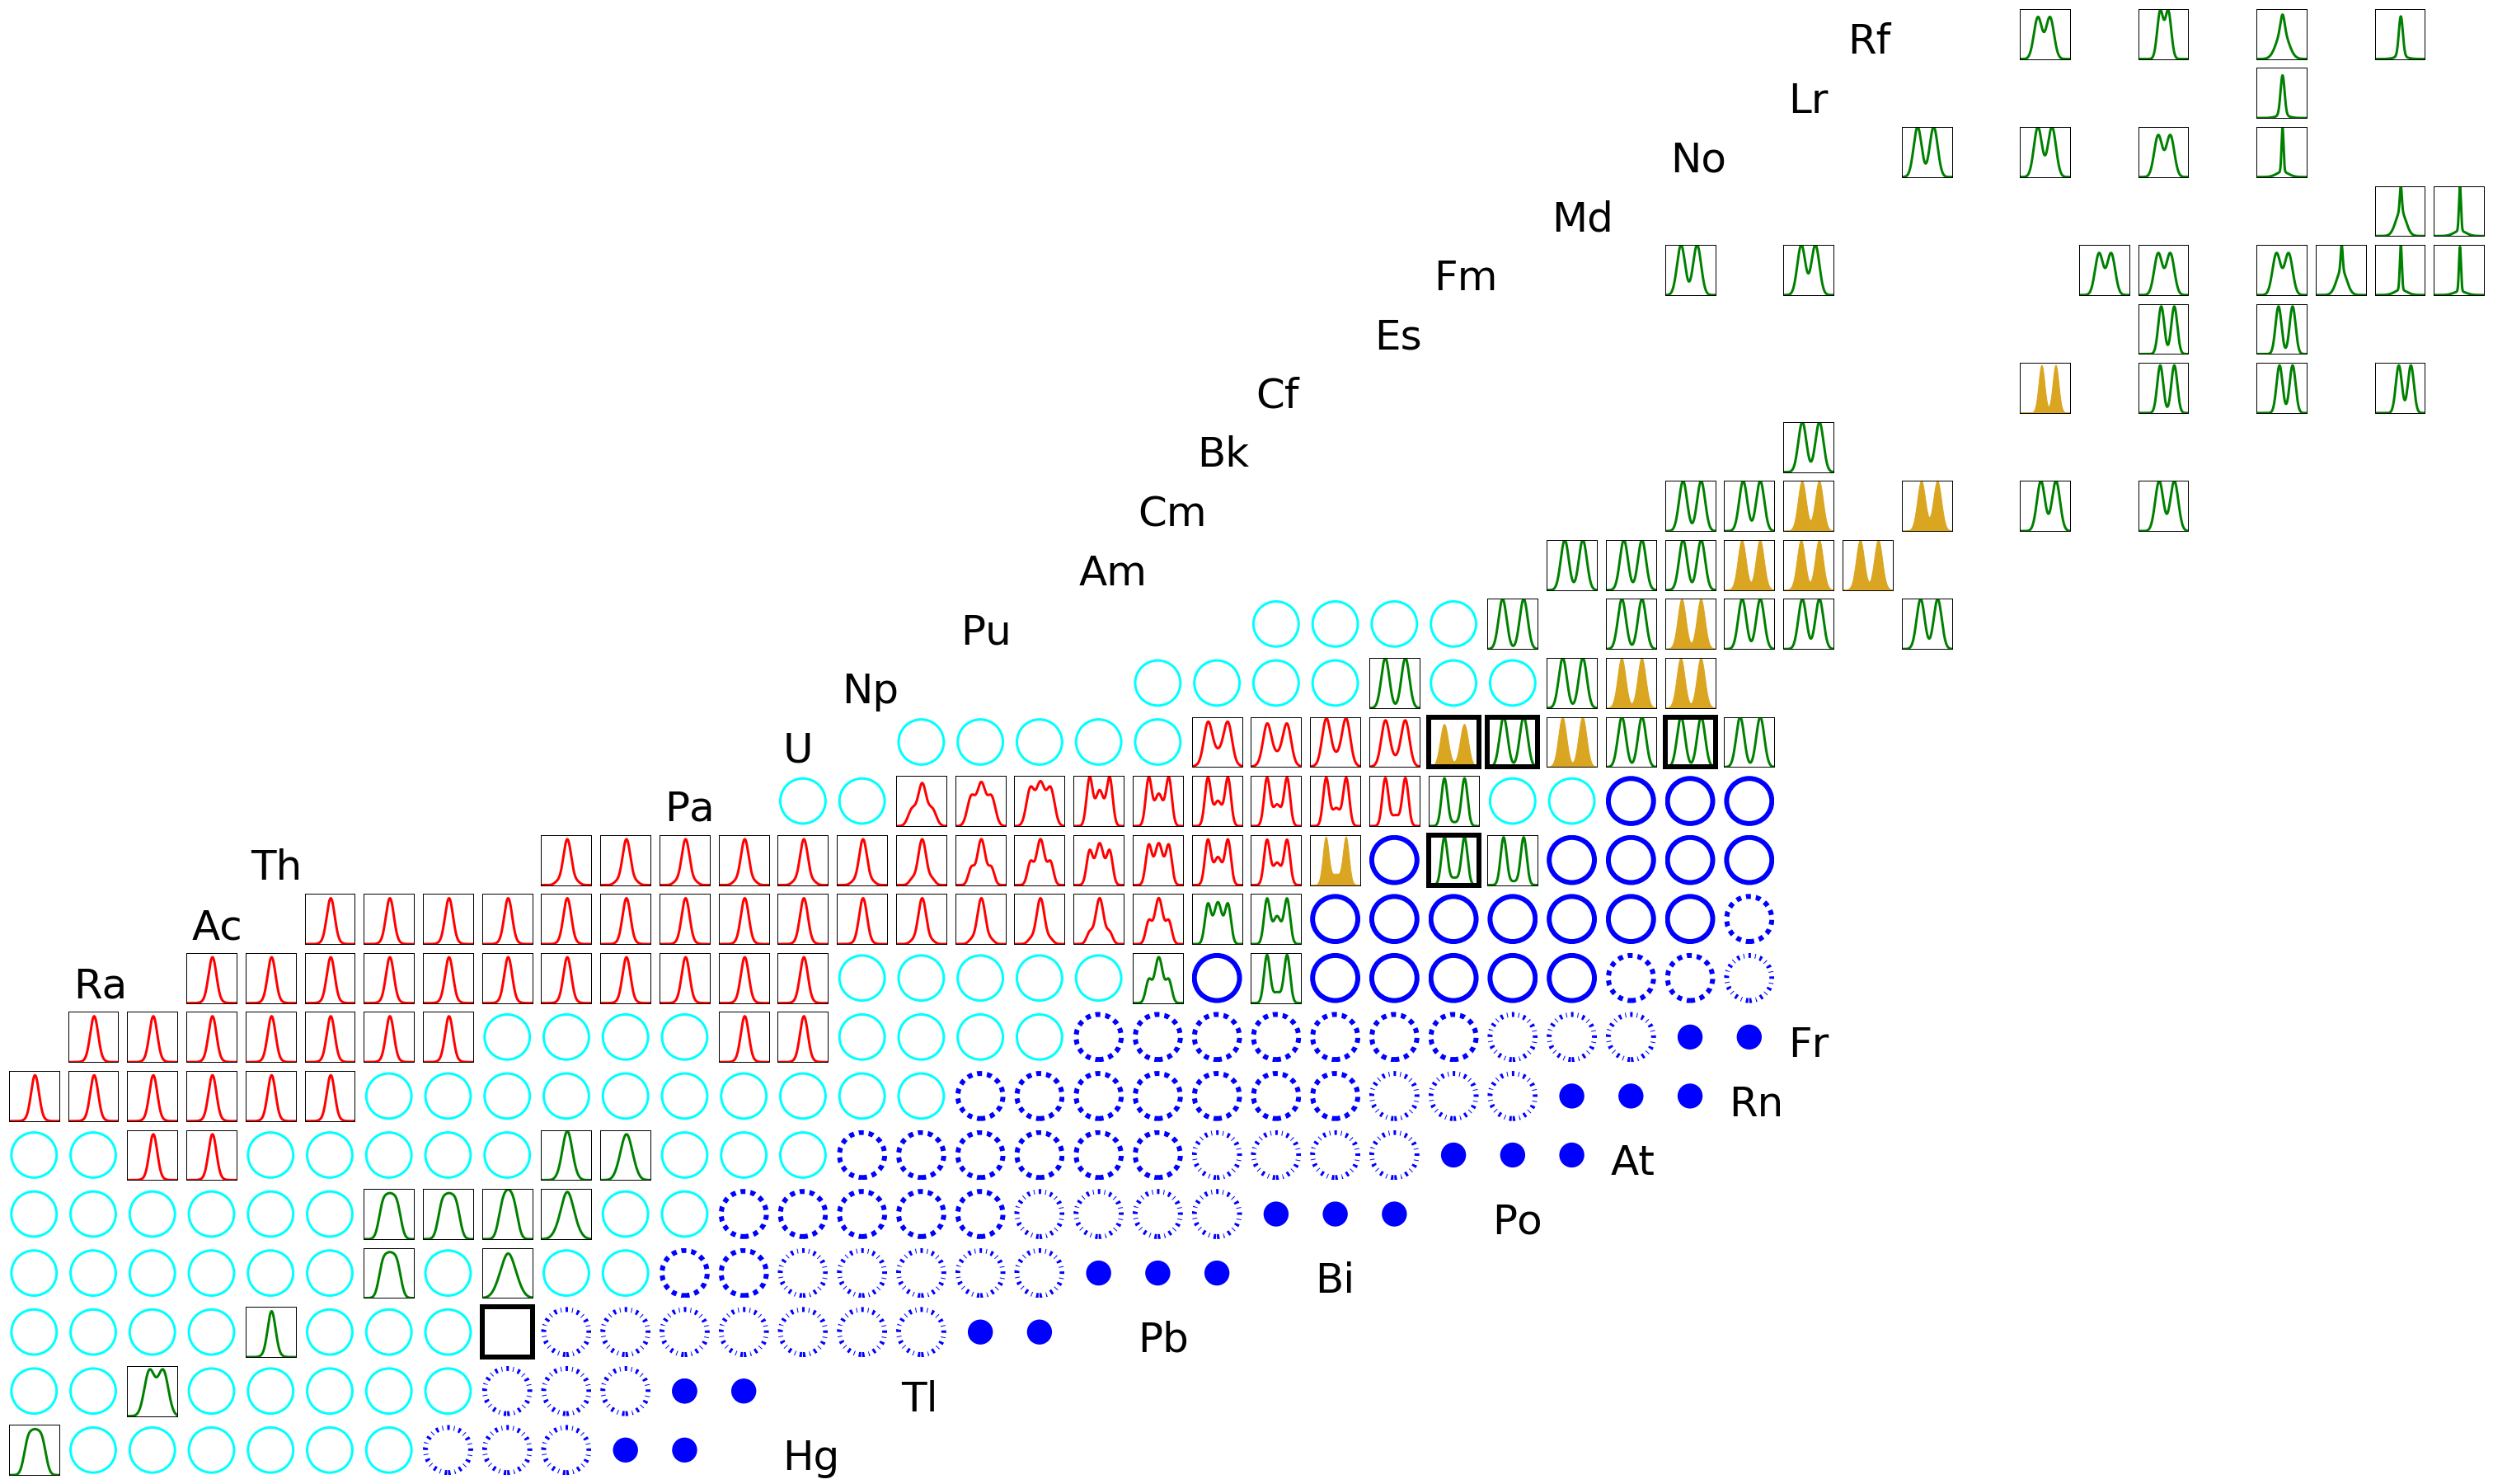 Rf
Lr
No
Md
Fm
Es
Cf
Bk
Cm
Am
Pu
Np
U
Pa
Th
Ac
Ra
Fr
Rn
At
Po
Bi
Pb
Tl
Hg